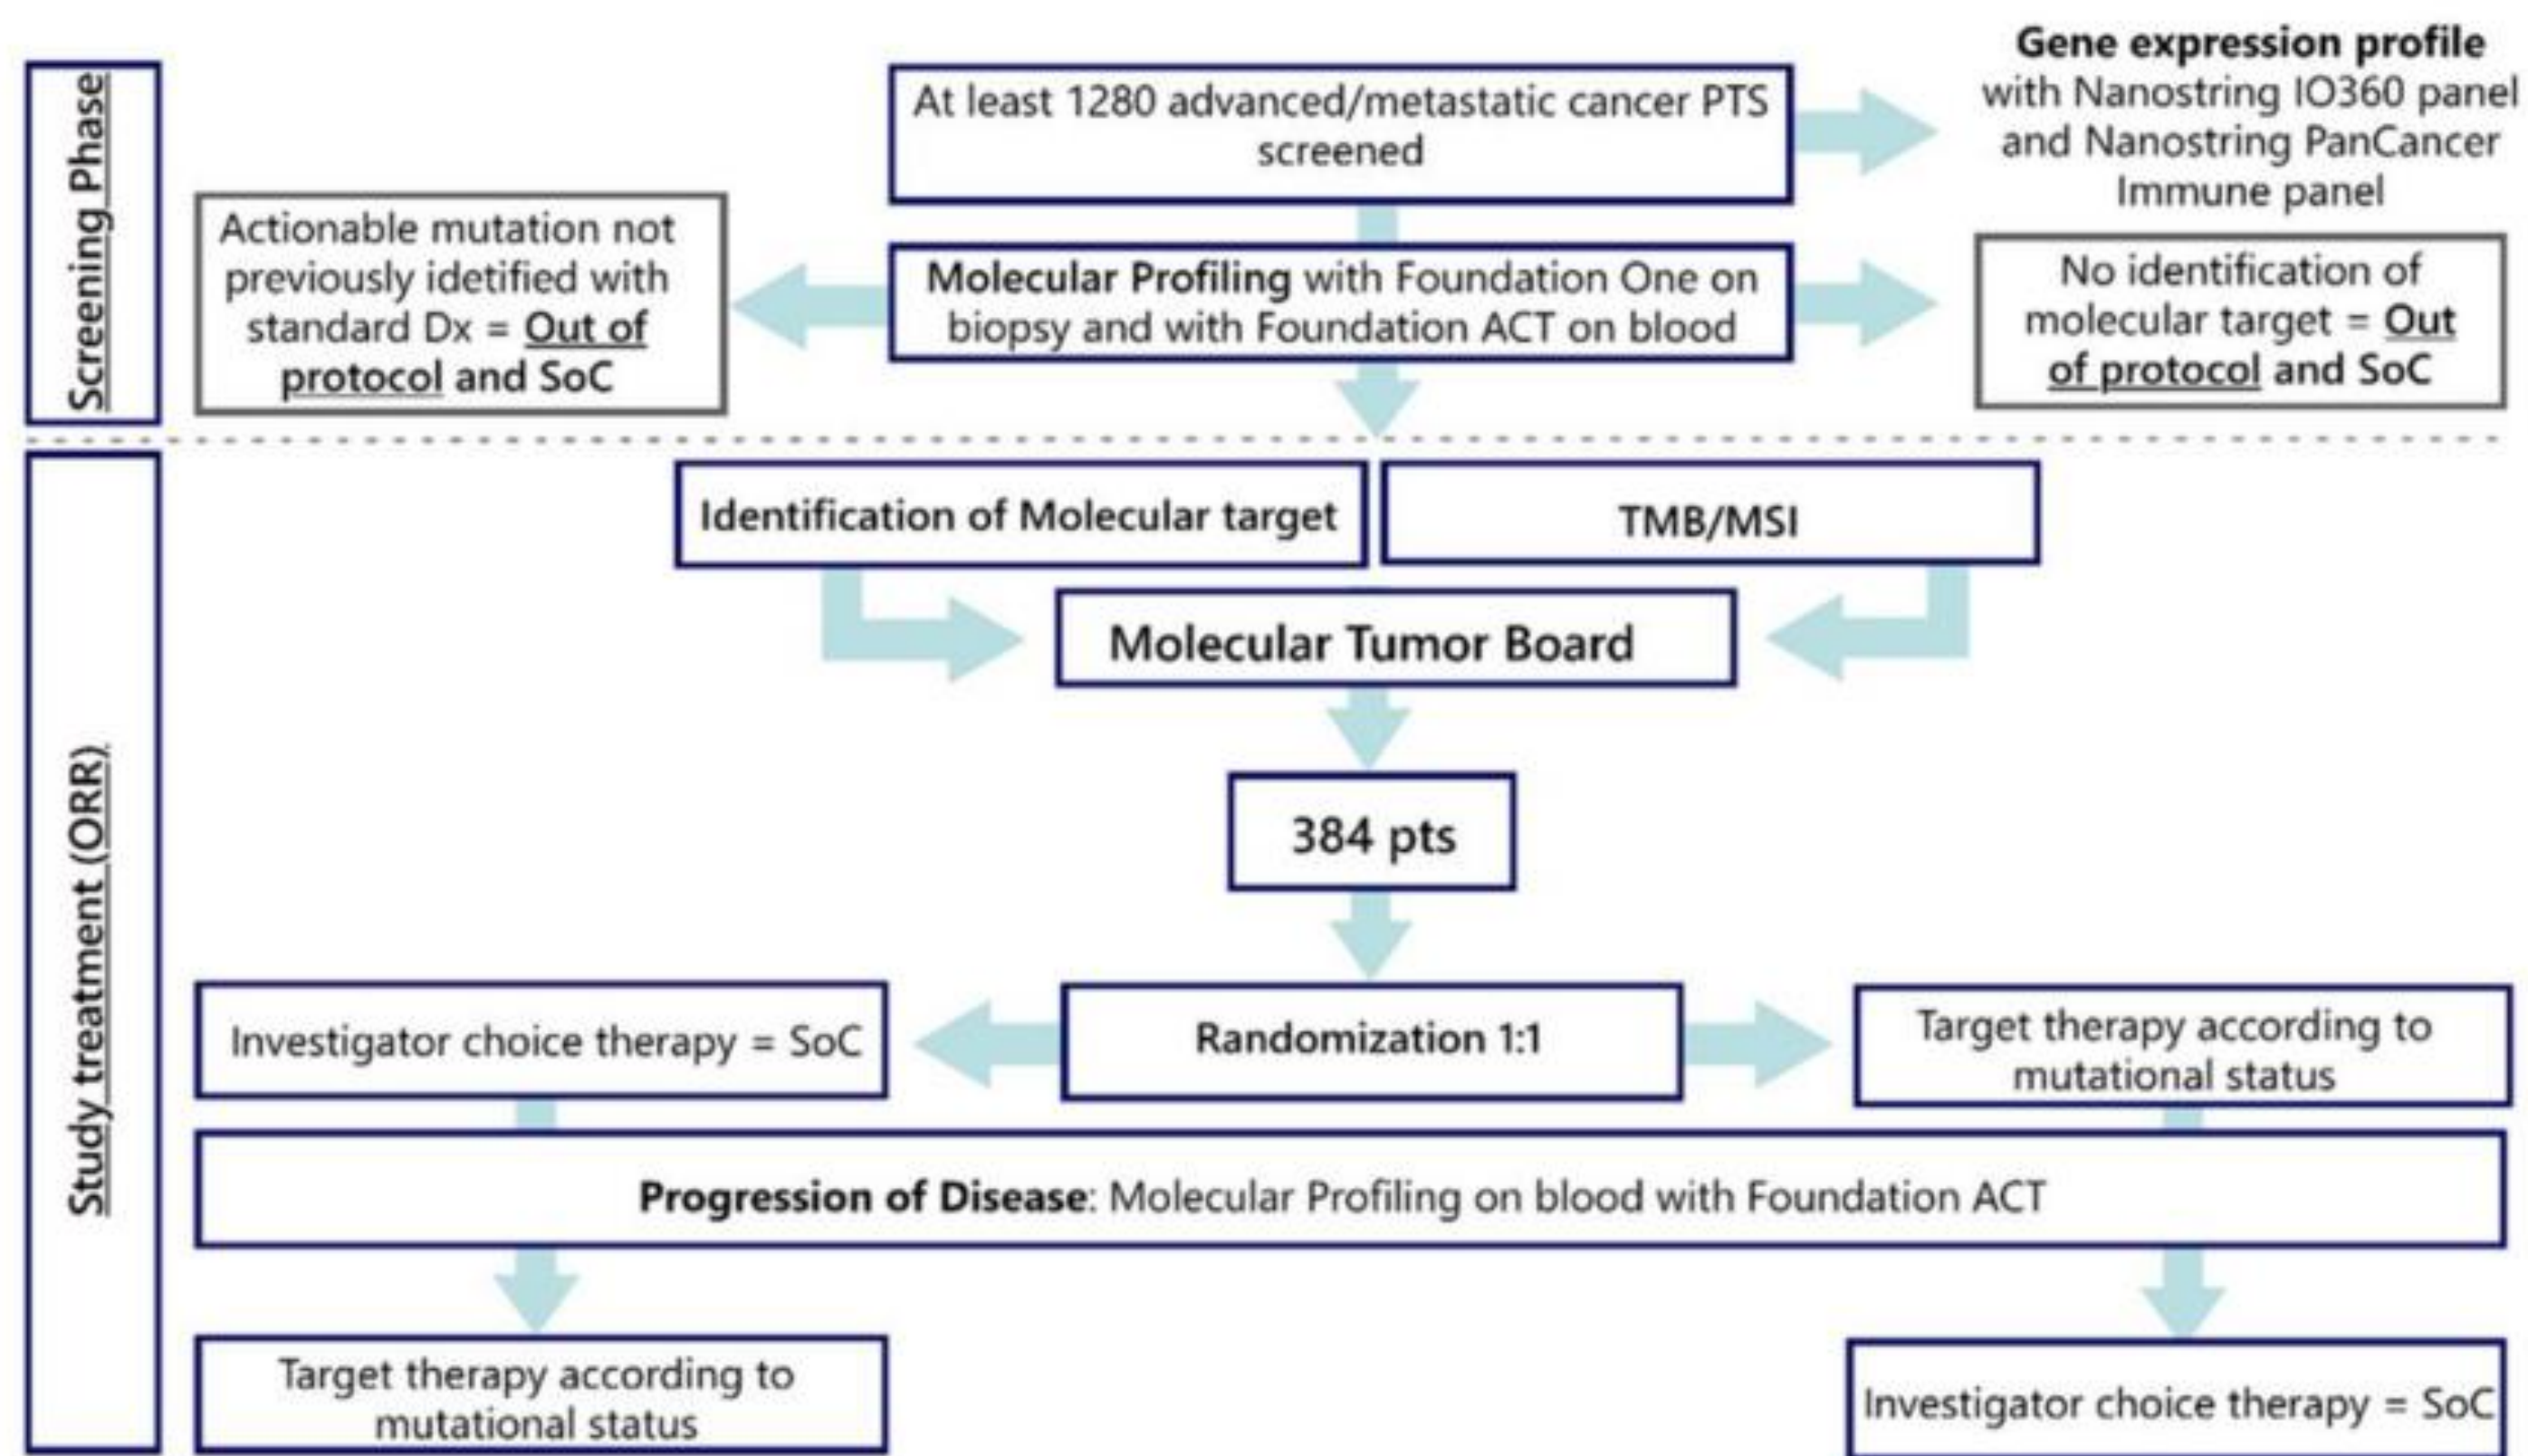 Screening Phase
At least 1280 advanced/metastatic cancer PTS
screened
Gene expression profile
with Nanostring IO360 panel
and Nanostring PanCancer
Immune panel
Actionable mutation not
previously idetified with
standard Dx = Out of
protocol and SoC
Molecular Profiling with Foundation One on
biopsy and with Foundation ACT on blood
No identification of
molecular target = Out
of protocol and SoC
Study treatment (ORR)
Identification of Molecular target
TMB/MSI
Molecular Tumor Board
384 pts
Investigator choice therapy = SoC
Randomization 1:1
Target therapy according to
mutational status
Progression of Disease: Molecular Profiling on blood with Foundation ACT
Target therapy according to
mutational status
Investigator choice therapy = SoC